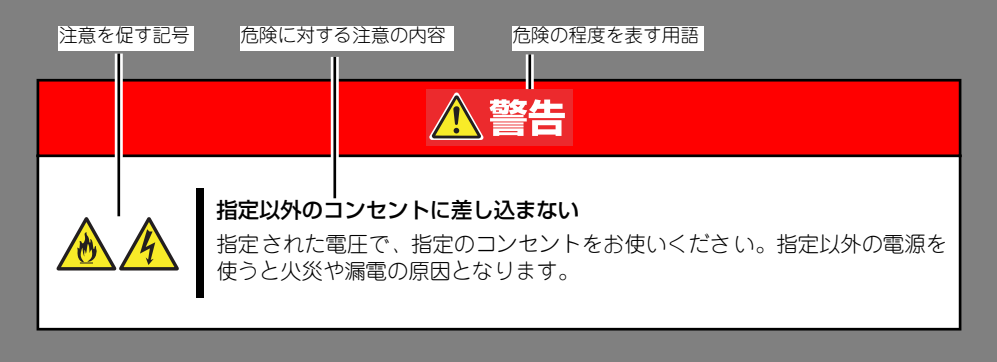 注意を促す記号
危険に対する注意の内容
危険の程度を表す用語
警告
指定以外のコンセントに差し込まない
指定された電圧で、指定のコンセントをお使いください。指定以外の電源を
使うと火災や漏電の原因となります。